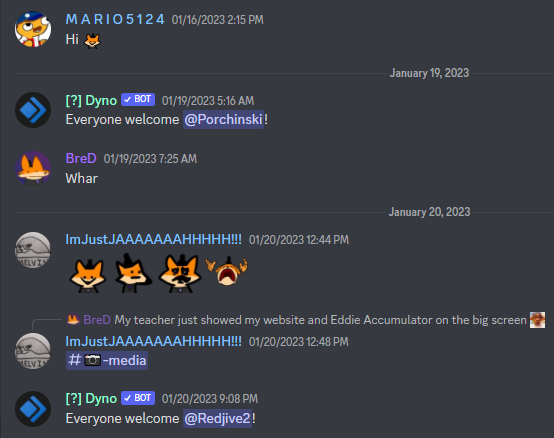 M A R I O 5 1 2 4 01/16/2023 2:15 PM
Hi
January 19, 2023
[?] Dyno ✓ BOT 01/19/2023 5:16 AM
Everyone welcome @Porchinski!
BreD 01/19/2023 7:25 AM
Whar
January 20, 2023
ImJustJAAAAAAAHHHHH!!! 01/20/2023 12:44 PM
BreD My teacher just showed my website and Eddie Accumulator on the big screen
ImJustJAAAAAAAHHHHH!!! 01/20/2023 12:48 PM
# 📷-media
[?] Dyno ✓ BOT 01/20/2023 9:08 PM
Everyone welcome @Redjive2!